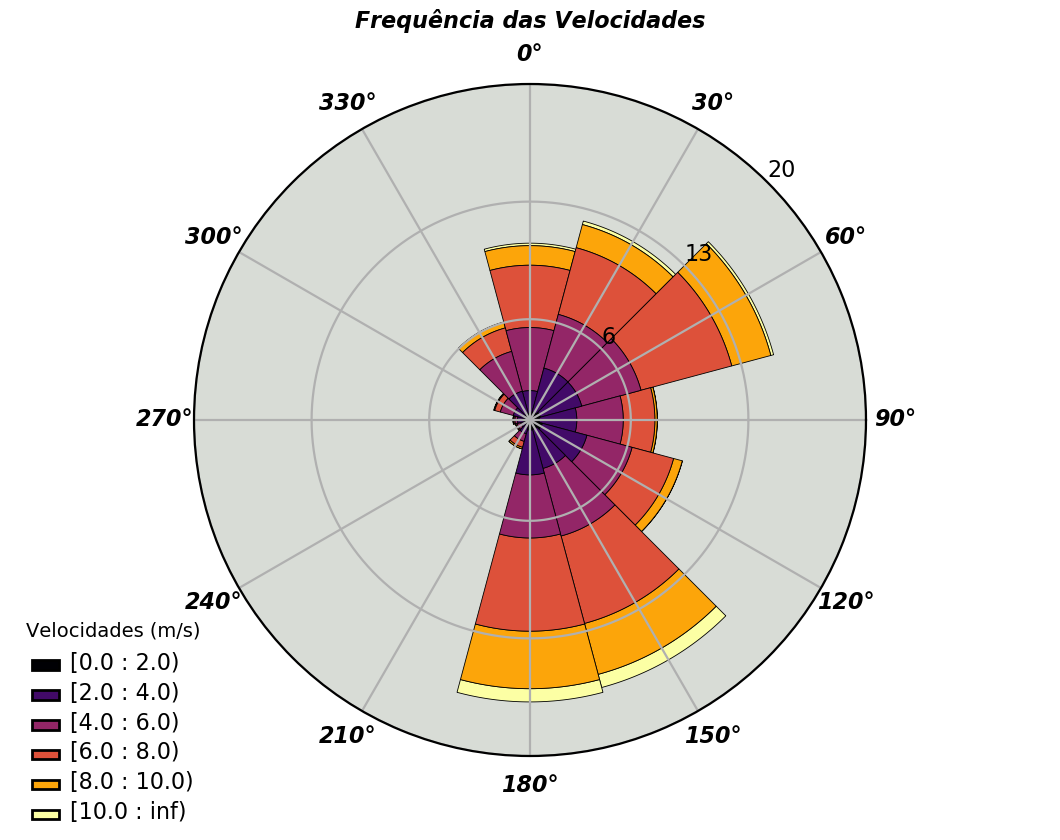 Frequência das Velocidades
0°
330°
30°
20
300°
60°
13
6
270°
90°
240°
120°
210°
150°
180°
Velocidades (m/s)
[0.0 : 2.0)
[2.0 : 4.0)
[4.0 : 6.0)
[6.0 : 8.0)
[8.0 : 10.0)
[10.0 : inf)